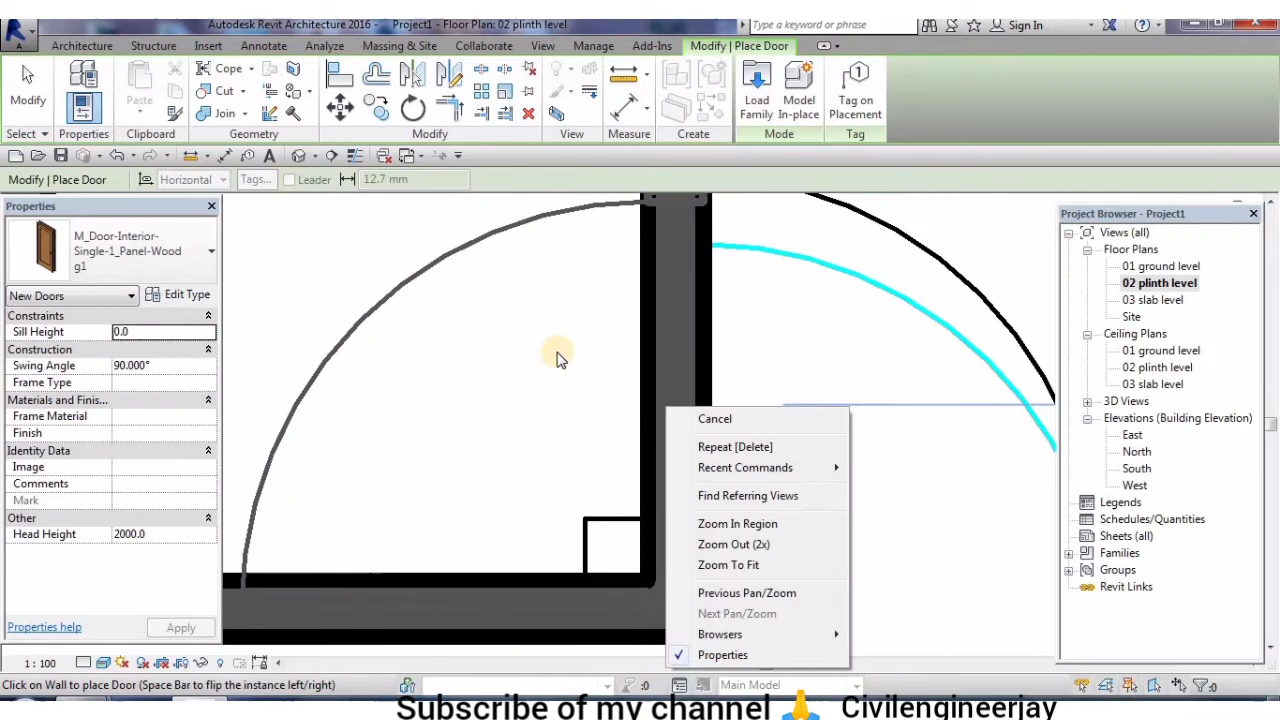 Autodesk Revit Architecture 2016 - Project1 - Floor Plan: 02 plinth level
Type a keyword or phrase
Sign In
Architecture Structure Insert Annotate Analyze Massing & Site Collaborate View Manage Add-Ins Modify | Place Door
Modify
Paste
Cope
Cut
Join
Load Family
Model In-place
Tag on Placement
Select Properties Clipboard Geometry Modify View Measure Create Mode Tag
Modify | Place Door Horizontal Tags... Leader 12.7 mm
Properties
M_Door-Interior-
Single-1_Panel-Wood
g1
New Doors Edit Type
Constraints
Sill Height 0.0
Construction
Swing Angle 90.000°
Frame Type
Materials and Finis...
Frame Material
Finish
Identity Data
Image
Comments
Mark
Other
Head Height 2000.0
Properties help Apply
Cancel
Repeat [Delete]
Recent Commands
Find Referring Views
Zoom In Region
Zoom Out (2x)
Zoom To Fit
Previous Pan/Zoom
Next Pan/Zoom
Browsers
Properties
Project Browser - Project1
Views (all)
Floor Plans
01 ground level
02 plinth level
03 slab level
Site
Ceiling Plans
01 ground level
02 plinth level
03 slab level
3D Views
Elevations (Building Elevation)
East
North
South
West
Legends
Schedules/Quantities
Sheets (all)
Families
Groups
Revit Links
1 : 100
Click on Wall to place Door (Space Bar to flip the instance left/right) :0 Main Model :0
Subscribe of my channel 🙏 Civilengineerjay